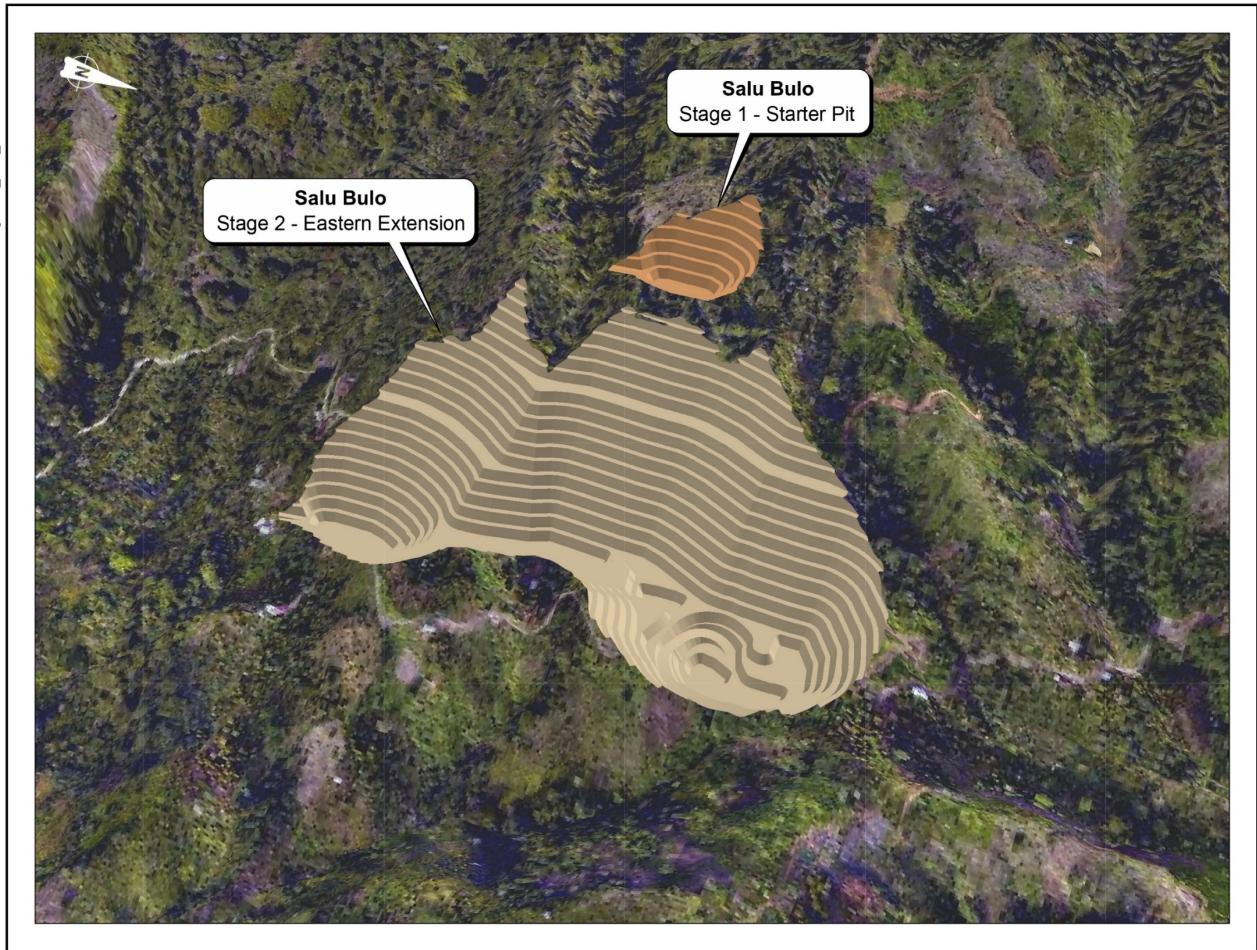 N
Salu Bulo
Stage 1 - Starter Pit
Salu Bulo
Stage 2 - Eastern Extension